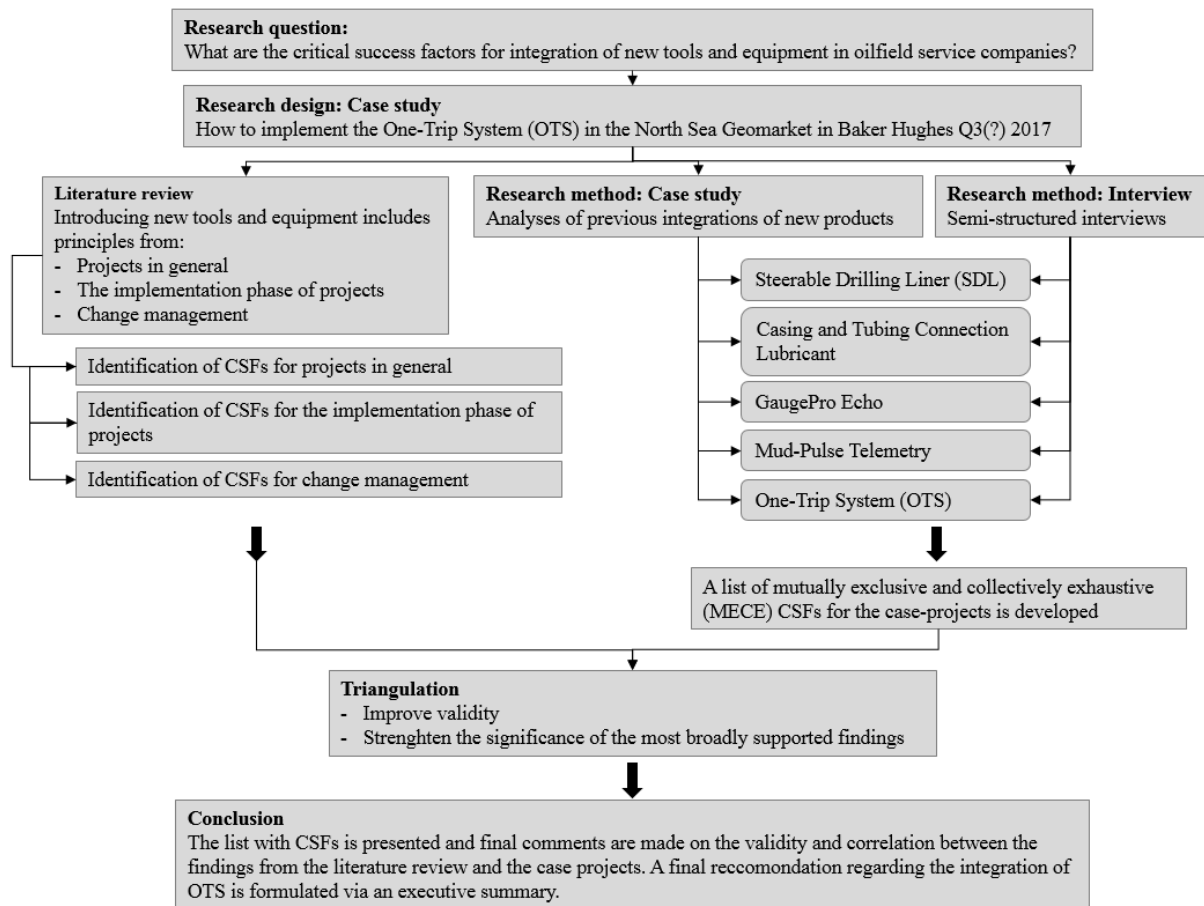 Research question:
What are the critical success factors for integration of new tools and equipment in oilfield service companies?
Research design: Case study
How to implement the One-Trip System (OTS) in the North Sea Geomarket in Baker Hughes Q3(?) 2017
Literature review
Introducing new tools and equipment includes
principles from:
- Projects in general
- The implementation phase of projects
- Change management
Identification of CSFs for projects in general
Identification of CSFs for the implementation phase of
projects
Identification of CSFs for change management
Research method: Case study
Analyses of previous integrations of new products
Research method: Interview
Semi-structured interviews
Steerable Drilling Liner (SDL)
Casing and Tubing Connection
Lubricant
GaugePro Echo
Mud-Pulse Telemetry
One-Trip System (OTS)
A list of mutually exclusive and collectively exhaustive
(MECE) CSFs for the case-projects is developed
Triangulation
- Improve validity
- Strenghten the significance of the most broadly supported findings
Conclusion
The list with CSFs is presented and final comments are made on the validity and correlation between the
findings from the literature review and the case projects. A final reccomondation regarding the integration of
OTS is formulated via an executive summary.